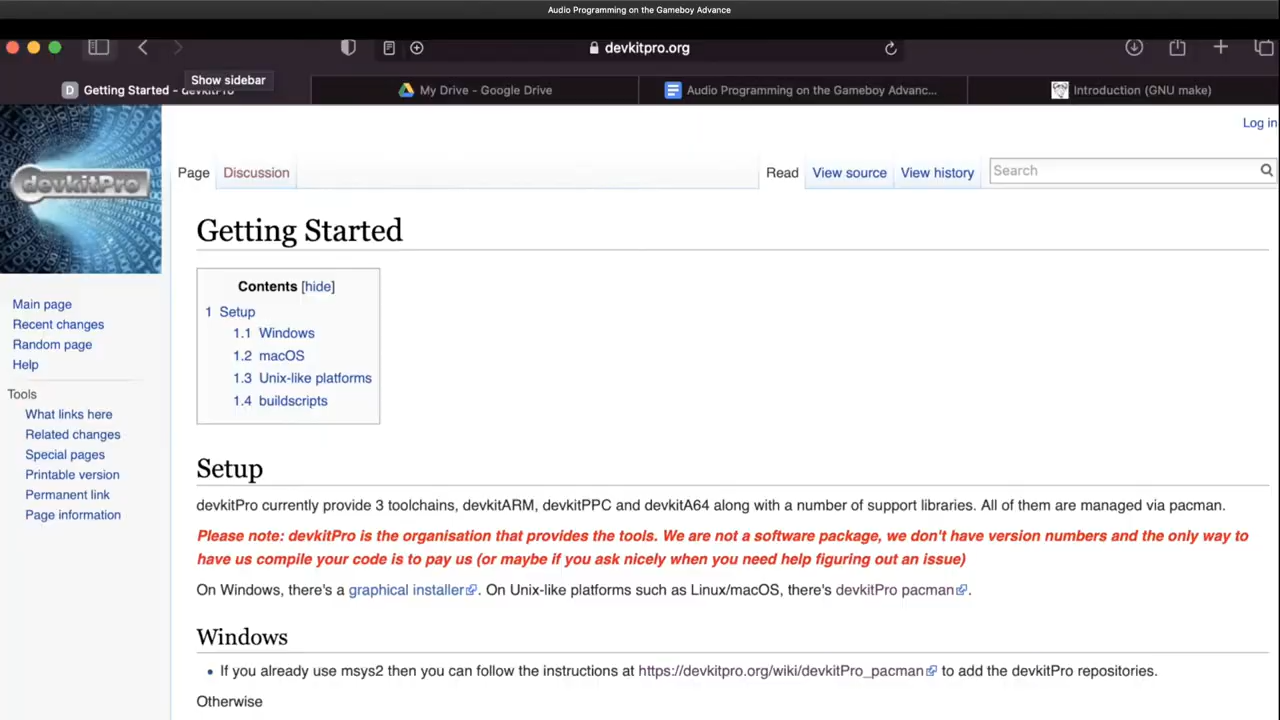 Audio Programming on the Gameboy Advance
devkitpro.org
Show sidebar
Getting Started - devkitPro
My Drive - Google Drive
Audio Programming on the Gameboy Advanc...
Introduction (GNU make)
devkitPro
Log in
Page
Discussion
Read
View source
View history
Search
Getting Started
Contents [hide]
1 Setup
1.1 Windows
1.2 macOS
1.3 Unix-like platforms
1.4 buildscripts
Main page
Recent changes
Random page
Help
Tools
What links here
Related changes
Special pages
Printable version
Permanent link
Page information
Setup
devkitPro currently provide 3 toolchains, devkitARM, devkitPPC and devkitA64 along with a number of support libraries. All of them are managed via pacman.
Please note: devkitPro is the organisation that provides the tools. We are not a software package, we don't have version numbers and the only way to
have us compile your code is to pay us (or maybe if you ask nicely when you need help figuring out an issue)
On Windows, there's a graphical installer. On Unix-like platforms such as Linux/macOS, there's devkitPro pacman.
Windows
• If you already use msys2 then you can follow the instructions at https://devkitpro.org/wiki/devkitPro_pacman to add the devkitPro repositories.
Otherwise